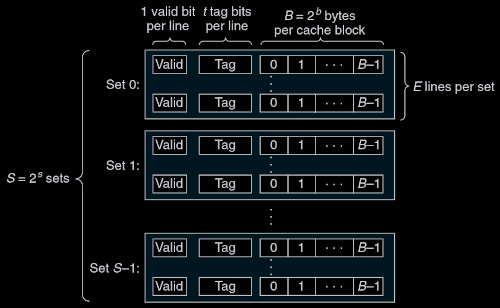 1 valid bit per line
t tag bits per line
B = 2^b bytes per cache block
Set 0:
Valid Tag 0 1 · · · B–1
Valid Tag 0 1 · · · B–1
E lines per set
Set 1:
Valid Tag 0 1 · · · B–1
Valid Tag 0 1 · · · B–1
S = 2^s sets
Set S–1:
Valid Tag 0 1 · · · B–1
Valid Tag 0 1 · · · B–1